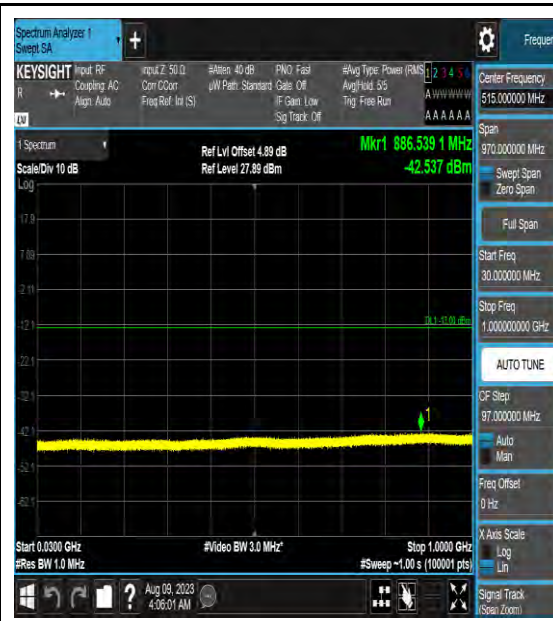 Spectrum Analyzer 1
Swept SA
+
Frequen
KEYSIGHT Input: RF Input Z: 50 Ω #Atten: 40 dB PNO: Fast #Avg Type: Power (RMS 1 2 3 4 5 6
R Coupling: AC Corr CCorr µW Path: Standard Gate: Off Avg|Hold: 5/5 A W W W W W
Align: Auto Freq Ref: Int (S) IF Gain: Low Trig: Free Run
Sig Track: Off A A A A A A
LV
Center Frequency
515.000000 MHz
Span
970.000000 MHz
Swept Span
Zero Span
Full Span
Start Freq
30.000000 MHz
Stop Freq
1.000000000 GHz
AUTO TUNE
CF Step
97.000000 MHz
Auto
Man
Freq Offset
0 Hz
X Axis Scale
Log
Lin
Signal Track
(Span Zoom)
1 Spectrum
Ref Lvl Offset 4.89 dB
Mkr1 886.539 1 MHz
Scale/Div 10 dB
Ref Level 27.89 dBm
-42.537 dBm
Log
17.9
7.89
-2.11
-12.1
DL1 -13.00 dBm
-22.1
-32.1
-42.1
1
-52.1
-62.1
Start 0.0300 GHz #Video BW 3.0 MHz* Stop 1.0000 GHz
#Res BW 1.0 MHz #Sweep ~1.00 s (100001 pts)
? Aug 09, 2023
4:06:01 AM